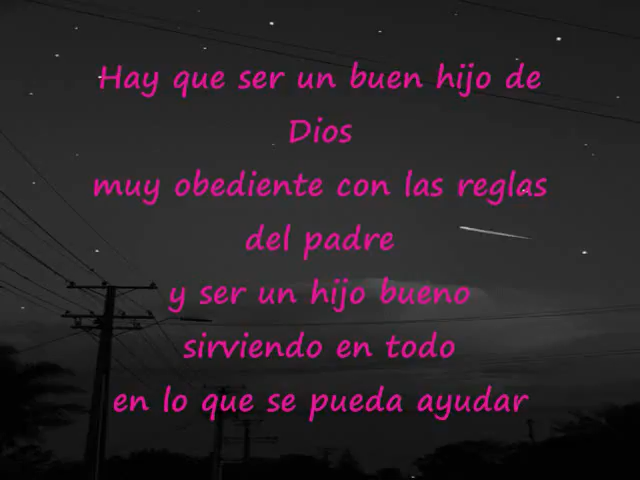 Hay que ser un buen hijo de
Dios
muy obediente con las reglas
del padre
y ser un hijo bueno
sirviendo en todo
en lo que se pueda ayudar